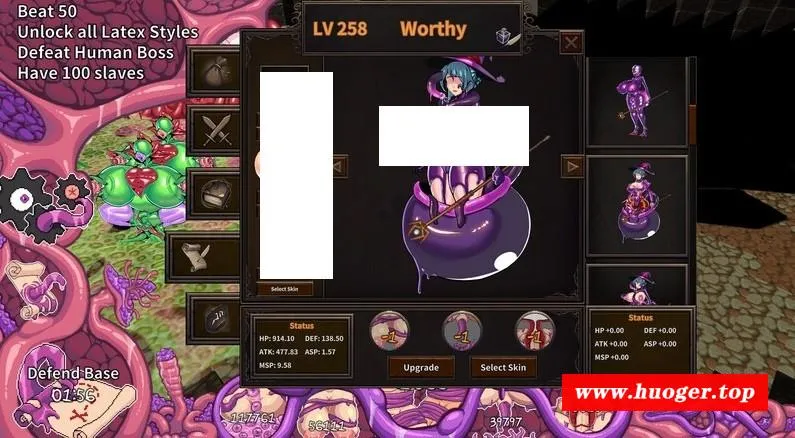 Beat 50
Unlock all Latex Styles
Defeat Human Boss
Have 100 slaves
LV 258
Worthy
Select Skin
Status
HP: 914.10 DEF: 138.50
ATK: 477.83 ASP: 1.57
MSP: 9.58
-1
-1
-1
Upgrade
Select Skin
Status
HP +0.00 DEF +0.00
ATK +0.00 ASP +0.00
MSP +0.00
Defend Base
01:56
117761
56111
39797
www.huoger.top